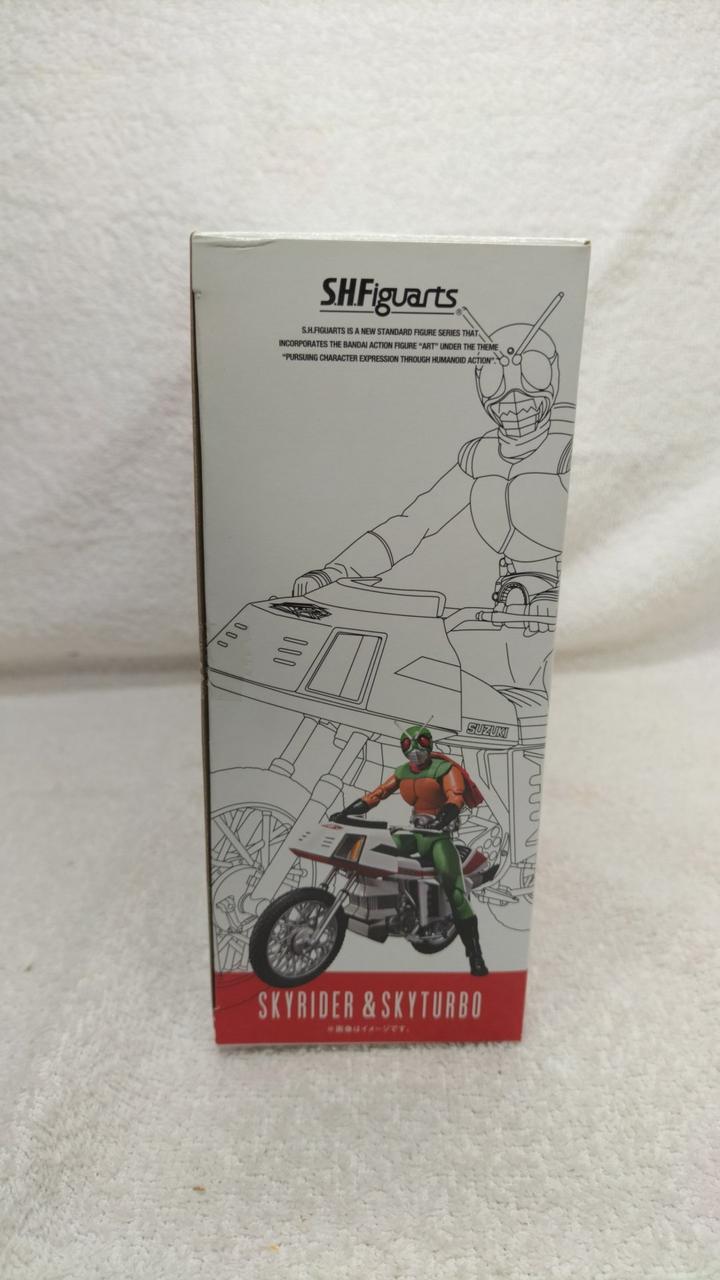 S.H.Figuarts®
S.H.FIGUARTS IS A NEW STANDARD FIGURE SERIES THAT
INCORPORATES THE BANDAI ACTION FIGURE "ART" UNDER THE THEME
"PURSUING CHARACTER EXPRESSION THROUGH HUMANOID ACTION".
SUZUKI
SKYRIDER & SKYTURBO
※画像はイメージです。